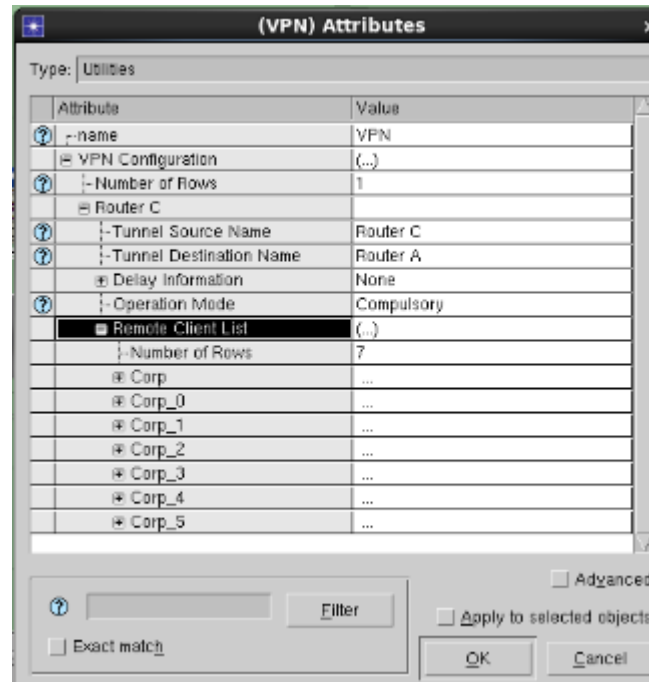 (VPN) Attributes
Type: Utilities
Attribute Value
name VPN
VPN Configuration (...)
Number of Rows 1
Router C
Tunnel Source Name Router C
Tunnel Destination Name Router A
Delay Information None
Operation Mode Compulsory
Remote Client List (...)
Number of Rows 7
Corp ...
Corp_0 ...
Corp_1 ...
Corp_2 ...
Corp_3 ...
Corp_4 ...
Corp_5 ...
Advanced
Filter
Apply to selected objects
Exact match
OK Cancel